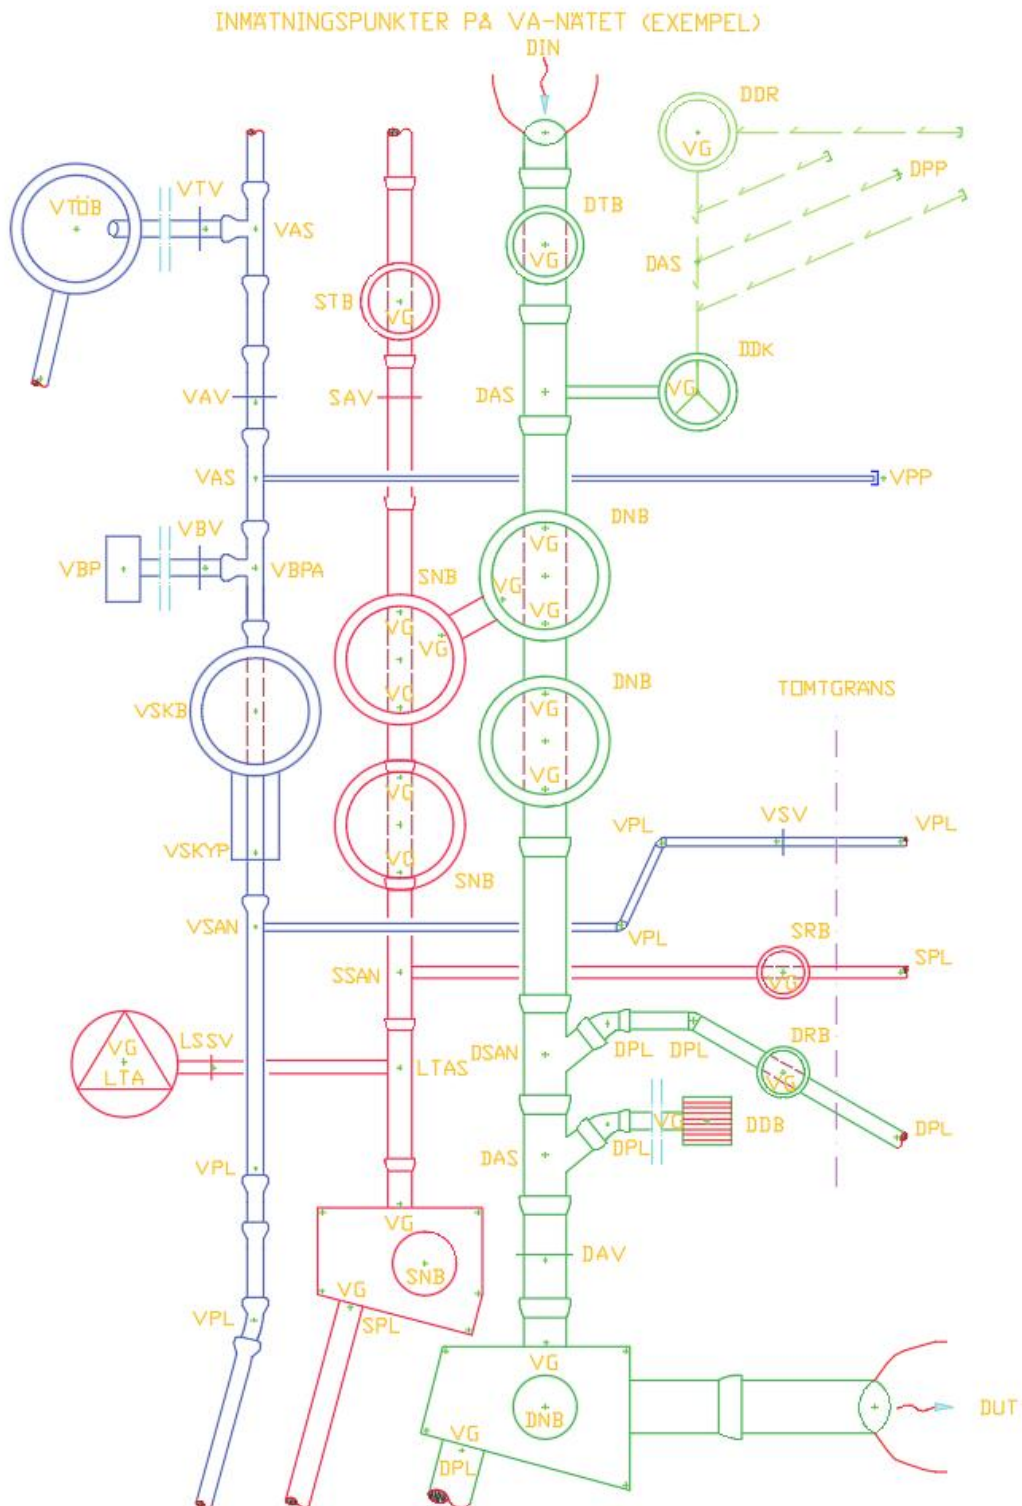 INMÄTNINGSPUNKTER PÅ VA-NÄTET (EXEMPEL)
DIN
DDR
VG
VTV
DPP
VTÖB
VAS
DTB
VG
DAS
STB
VG
DDK
VG
VAV
SAV
DAS
VAS
VPP
DNB
VBV
VG
VBP
VBPA
SNB
VG
VG
VG
VG
VG
DNB
TOMTGRÄNS
VG
VSKB
VG
VG
VPL
VSV
VPL
VSKYP
VG
SNB
VSAN
VPL
SRB
SSAN
SPL
VG
LSSV
DRB
VG
DSAN
DPL
DPL
LTA
LTAS
VG
VG
DDB
DPL
DPL
DAS
VPL
VG
DAV
SNB
VG
VPL
SPL
VG
DUT
DNB
VG
DPL